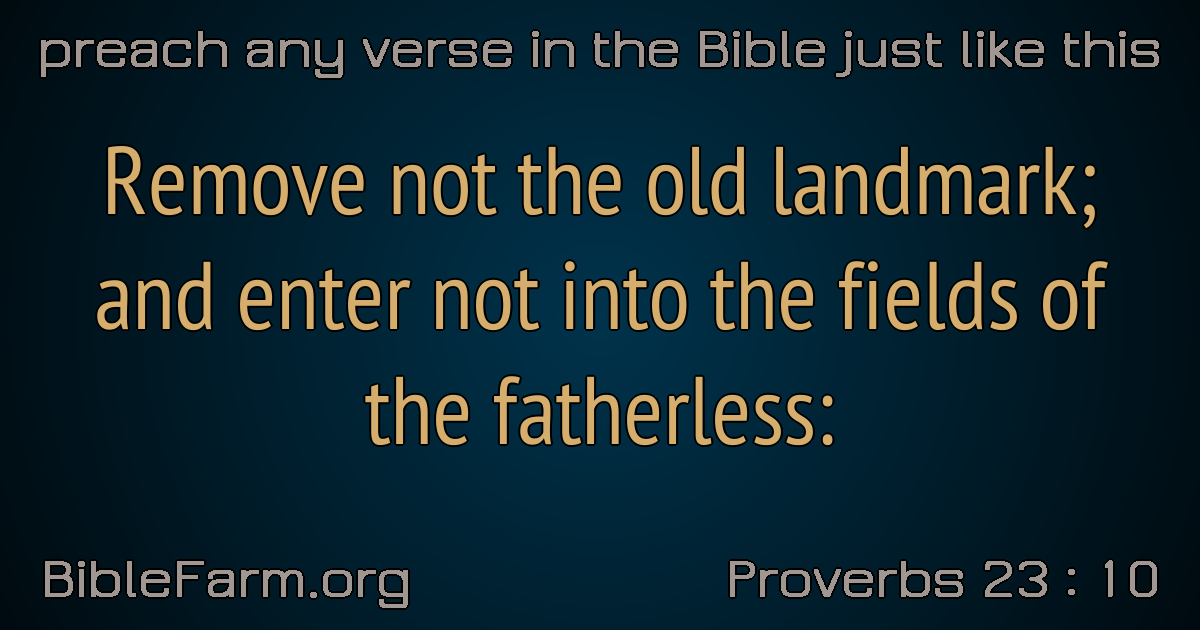 preach any verse in the Bible just like this
Remove not the old landmark;
and enter not into the fields of
the fatherless:
BibleFarm.org
Proverbs 23 : 10